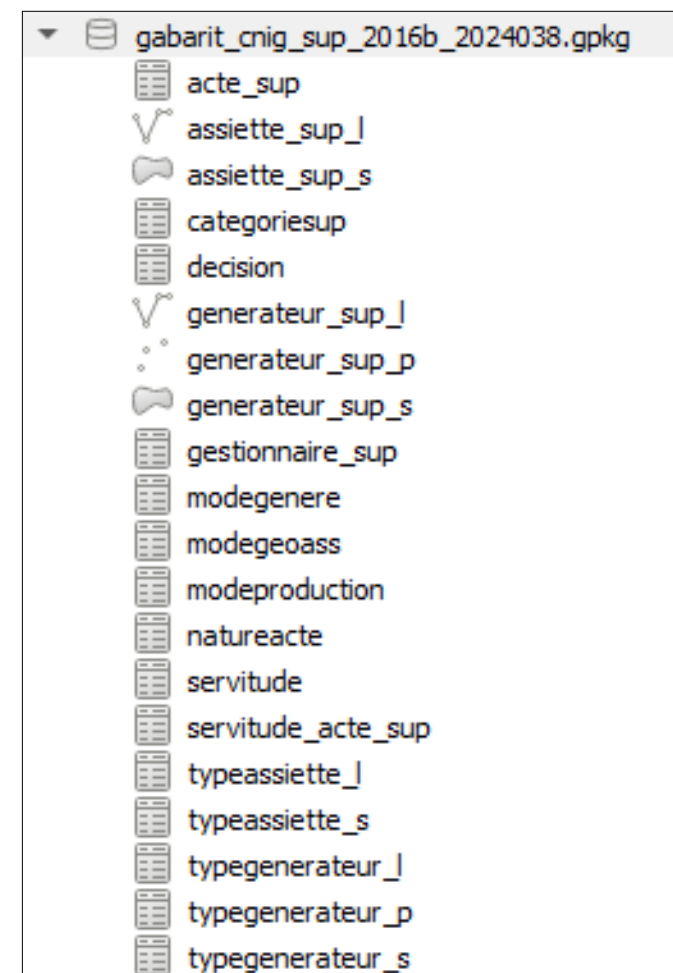 gabarit_cnig_sup_2016b_2024038.gpkg
acte_sup
assiette_sup_l
assiette_sup_s
categoriesup
decision
generateur_sup_l
generateur_sup_p
generateur_sup_s
gestionnaire_sup
modegenere
modegeoass
modeproduction
natureacte
servitude
servitude_acte_sup
typeassiette_l
typeassiette_s
typegenerateur_l
typegenerateur_p
typegenerateur_s